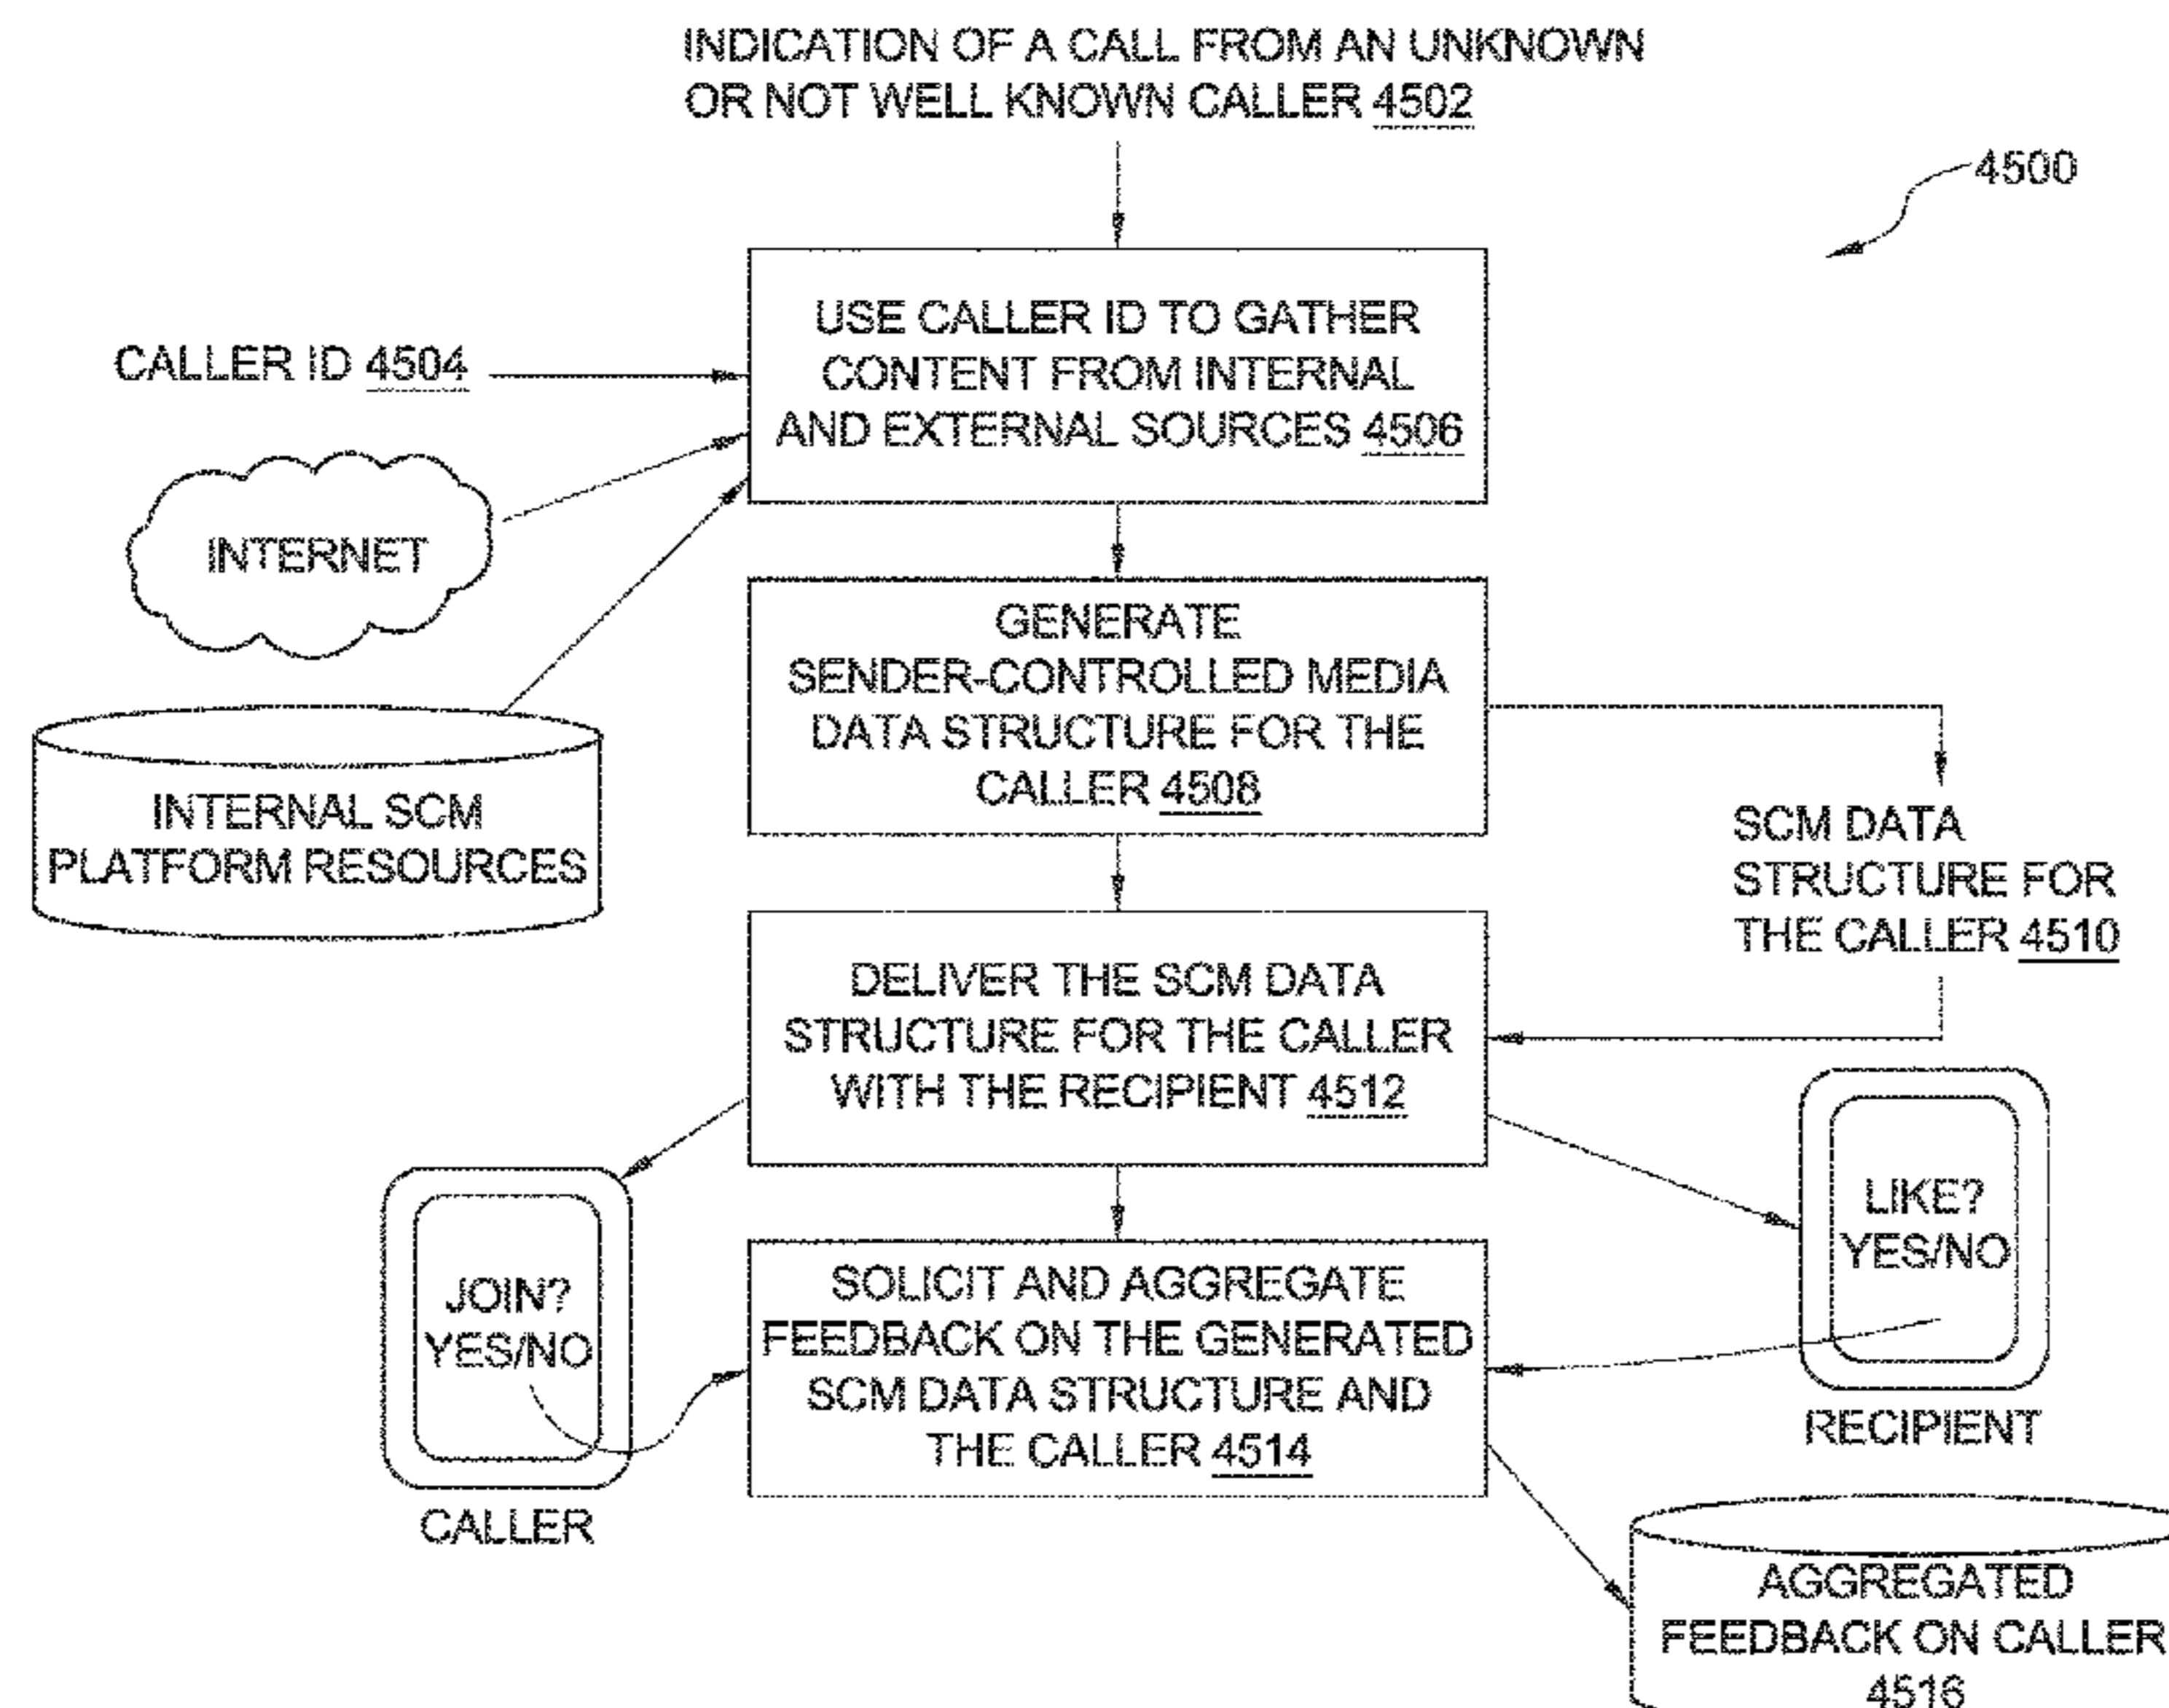 INDICATION OF A CALL FROM AN UNKNOWN
OR NOT WELL KNOWN CALLER 4502
4500
USE CALLER ID TO GATHER
CONTENT FROM INTERNAL
AND EXTERNAL SOURCES 4506
CALLER ID 4504
INTERNET
INTERNAL SCM
PLATFORM RESOURCES
GENERATE
SENDER-CONTROLLED MEDIA
DATA STRUCTURE FOR THE
CALLER 4508
SCM DATA
STRUCTURE FOR
THE CALLER 4510
DELIVER THE SCM DATA
STRUCTURE FOR THE CALLER
WITH THE RECIPIENT 4512
JOIN?
YES/NO
CALLER
LIKE?
YES/NO
RECIPIENT
SOLICIT AND AGGREGATE
FEEDBACK ON THE GENERATED
SCM DATA STRUCTURE AND
THE CALLER 4514
AGGREGATED
FEEDBACK ON CALLER
4516